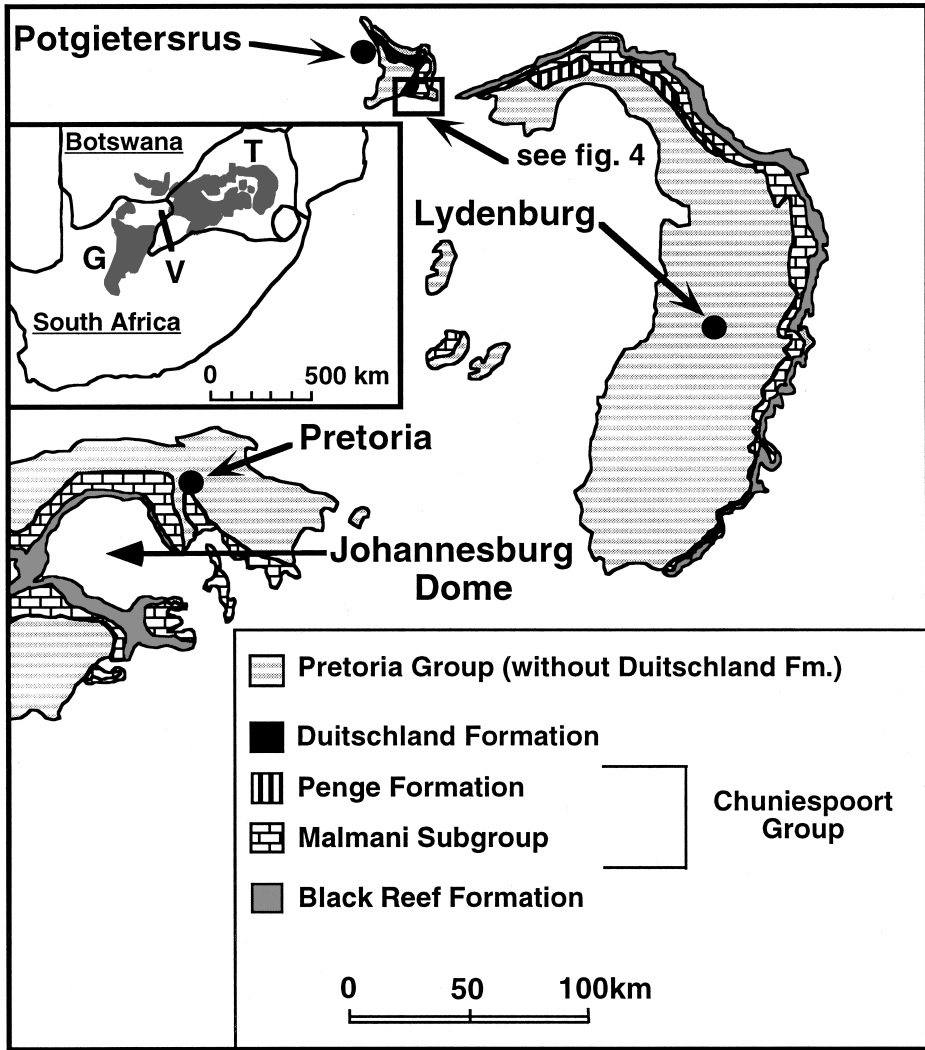 Potgietersrus
see fig. 4
Botswana
T
Lydenburg
G
V
South Africa
0 500 km
Pretoria
Johannesburg
Dome
Pretoria Group (without Duitschland Fm.)
Duitschland Formation
Penge Formation
Chuniespoort
Group
Malmani Subgroup
Black Reef Formation
0 50 100km